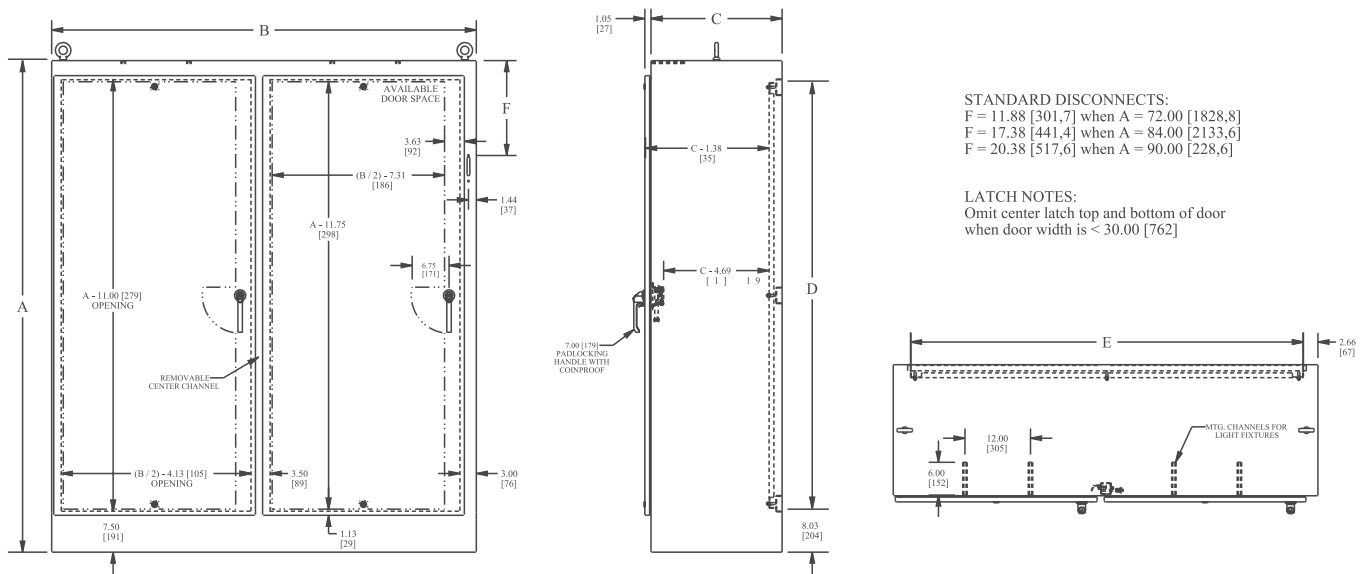 B
A
F
AVAILABLE
DOOR SPACE
3.63
[92]
(B / 2) - 7.31
[186]
1.44
[37]
A - 11.75
[298]
6.75
[171]
A - 11.00 [279]
OPENING
REMOVABLE
CENTER CHANNEL
(B / 2) - 4.13 [105]
OPENING
3.50
[89]
3.00
[76]
7.50
[191]
1.13
[29]
1.05
[27]
C
C - 1.38
[35]
C - 4.69
[ 1 ] 1 9
D
7.00 [179]
PADLOCKING
HANDLE WITH
COINPROOF
8.03
[204]
STANDARD DISCONNECTS:
F = 11.88 [301,7] when A = 72.00 [1828,8]
F = 17.38 [441,4] when A = 84.00 [2133,6]
F = 20.38 [517,6] when A = 90.00 [228,6]
LATCH NOTES:
Omit center latch top and bottom of door
when door width is < 30.00 [762]
E
2.66
[67]
12.00
[305]
MTG. CHANNELS FOR
LIGHT FIXTURES
6.00
[152]